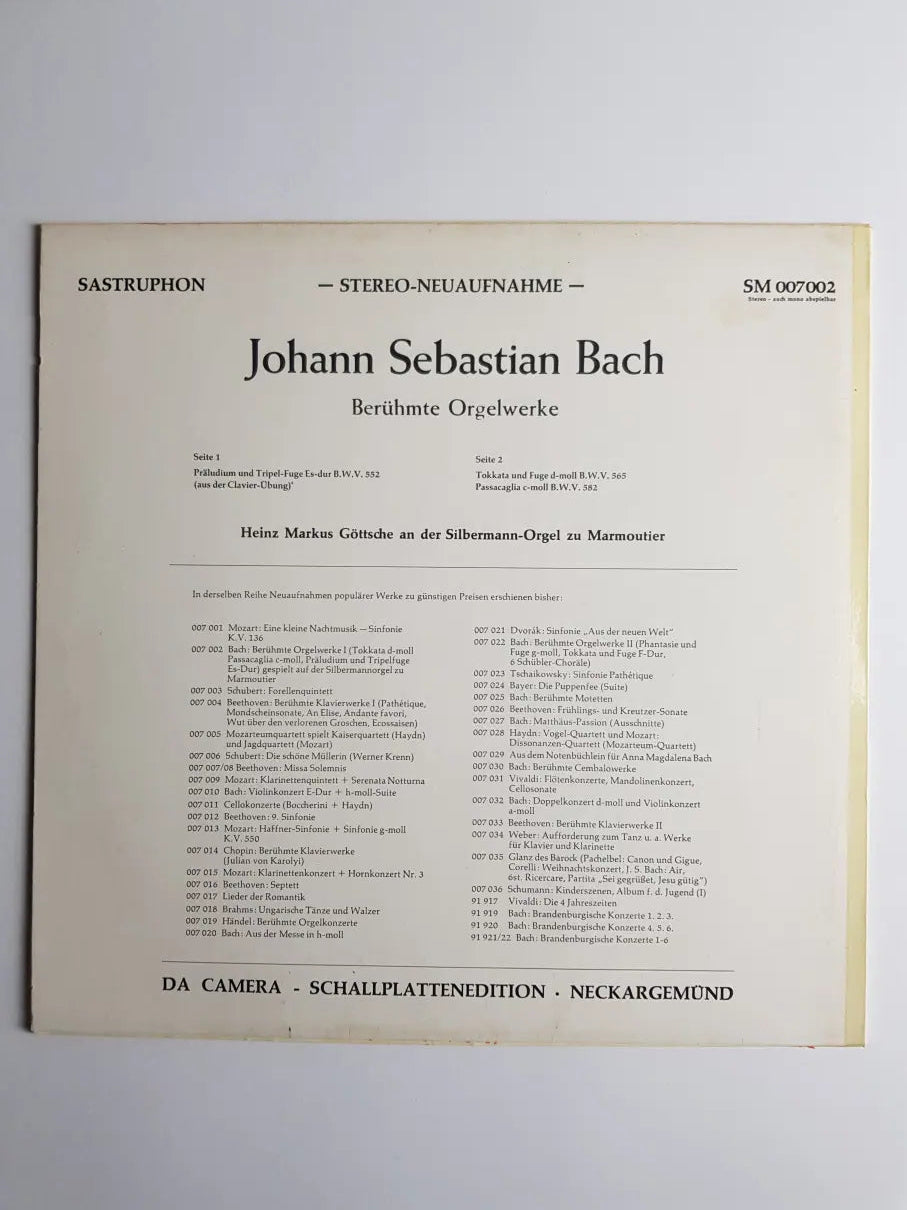 SASTRUPHON
— STEREO-NEUAUFNAHME —
SM 007002
Stereo - auch mono abspielbar
Johann Sebastian Bach
Berühmte Orgelwerke
Seite 1
Präludium und Tripel-Fuge Es-dur B.W.V. 552
(aus der Clavier-Übung)
Seite 2
Tokkata und Fuge d-moll B.W.V. 565
Passacaglia c-moll B.W.V. 582
Heinz Markus Göttsche an der Silbermann-Orgel zu Marmoutier
In derselben Reihe Neuaufnahmen populärer Werke zu günstigen Preisen erschienen bisher:
007 001 Mozart: Eine kleine Nachtmusik — Sinfonie
K.V. 136
007 002 Bach: Berühmte Orgelwerke I (Tokkata d-moll
Passacaglia c-moll, Präludium und Tripelfuge
Es-Dur) gespielt auf der Silbermannorgel zu
Marmoutier
007 003 Schubert: Forellenquintett
007 004 Beethoven: Berühmte Klavierwerke I (Pathétique,
Mondscheinsonate, An Elise, Andante favori,
Wut über den verlorenen Groschen, Ecossaisen)
007 005 Mozarteumquartett spielt Kaiserquartett (Haydn)
und Jagdquartett (Mozart)
007 006 Schubert: Die schöne Müllerin (Werner Krenn)
007 007/08 Beethoven: Missa Solemnis
007 009 Mozart: Klarinettenquintett + Serenata Notturna
007 010 Bach: Violinkonzert E-Dur + h-moll-Suite
007 011 Cellokonzerte (Boccherini + Haydn)
007 012 Beethoven: 9. Sinfonie
007 013 Mozart: Haffner-Sinfonie + Sinfonie g-moll
K.V. 550
007 014 Chopin: Berühmte Klavierwerke
(Julian von Karolyi)
007 015 Mozart: Klarinettenkonzert + Hornkonzert Nr. 3
007 016 Beethoven: Septett
007 017 Lieder der Romantik
007 018 Brahms: Ungarische Tänze und Walzer
007 019 Händel: Berühmte Orgelkonzerte
007 020 Bach: Aus der Messe in h-moll
007 021 Dvořák: Sinfonie „Aus der neuen Welt"
007 022 Bach: Berühmte Orgelwerke II (Phantasie und
Fuge g-moll, Tokkata und Fuge F-Dur,
6 Schübler-Choräle)
007 023 Tschaikowsky: Sinfonie Pathétique
007 024 Bayer: Die Puppenfee (Suite)
007 025 Bach: Berühmte Motetten
007 026 Beethoven: Frühlings- und Kreutzer-Sonate
007 027 Bach: Matthäus-Passion (Ausschnitte)
007 028 Haydn: Vogel-Quartett und Mozart:
Dissonanzen-Quartett (Mozarteum-Quartett)
007 029 Aus dem Notenbüchlein für Anna Magdalena Bach
007 030 Bach: Berühmte Cembalowerke
007 031 Vivaldi: Flötenkonzerte, Mandolinenkonzert,
Cellosonate
007 032 Bach: Doppelkonzert d-moll und Violinkonzert
a-moll
007 033 Beethoven: Berühmte Klavierwerke II
007 034 Weber: Aufforderung zum Tanz u. a. Werke
für Klavier und Klarinette
007 035 Glanz des Barock (Pachelbel: Canon und Gigue,
Corelli: Weihnachtskonzert, J. S. Bach: Air,
6st. Ricercare, Partita „Sei gegrüßet, Jesu gütig")
007 036 Schumann: Kinderszenen, Album f. d. Jugend (I)
91 917 Vivaldi: Die 4 Jahreszeiten
91 919 Bach: Brandenburgische Konzerte 1. 2. 3.
91 920 Bach: Brandenburgische Konzerte 4. 5. 6.
91 921/22 Bach: Brandenburgische Konzerte 1-6
DA CAMERA - SCHALLPLATTENEDITION · NECKARGEMÜND